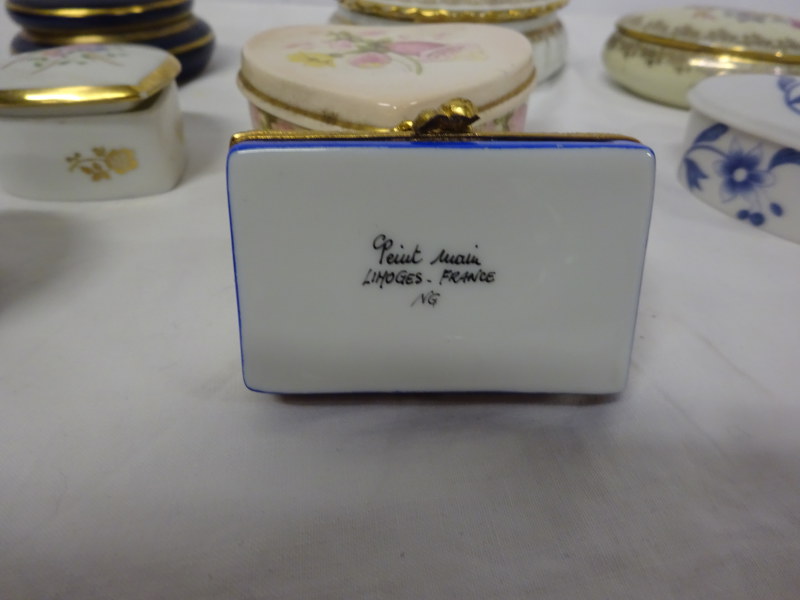 Peint main
LIMOGES - FRANCE
NG